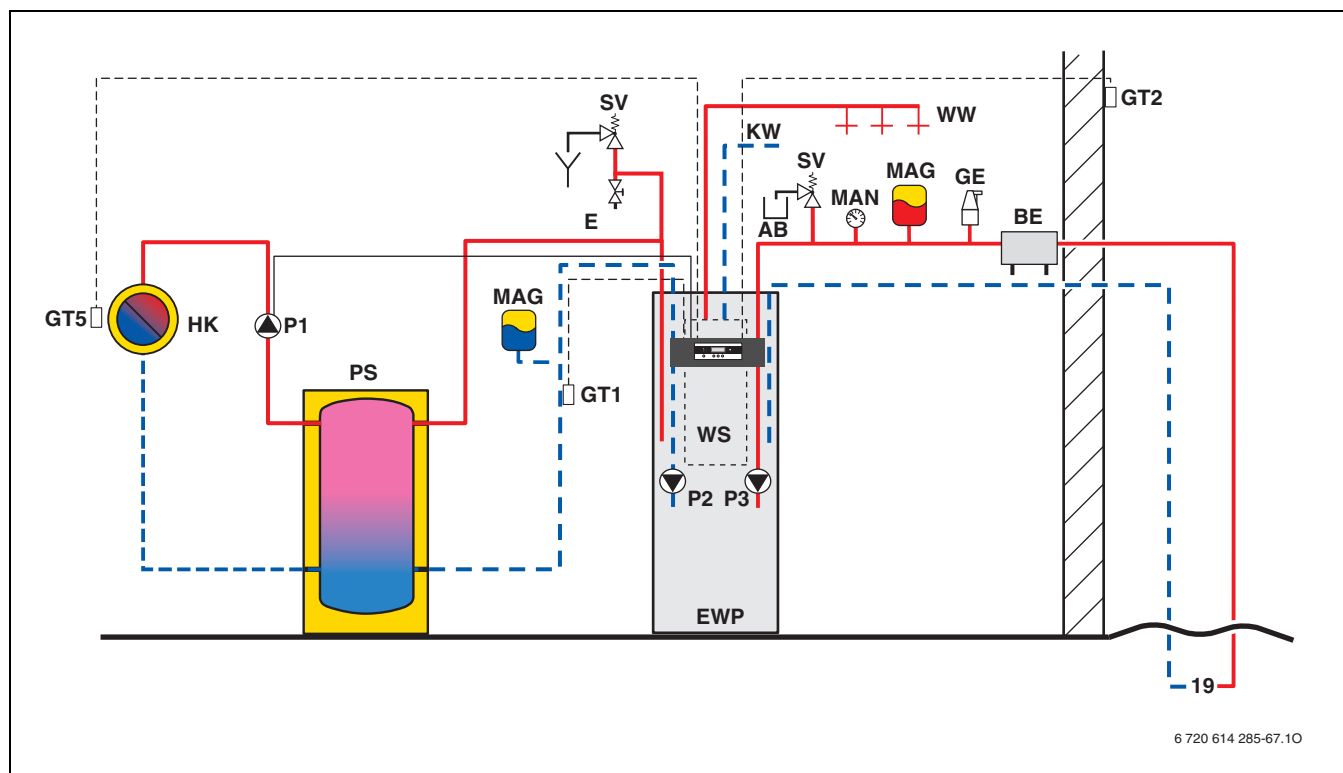 SV
GT2
WW
KW
SV
MAG
GE
MAN
BE
E
AB
MAG
GT5
HK
P1
PS
GT1
WS
P2
P3
EWP
19
6 720 614 285-67.1O